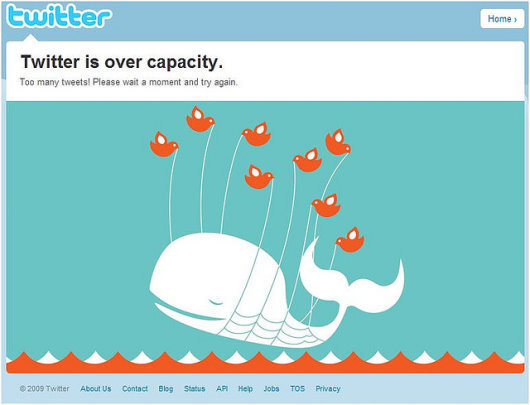 twitter
Home ›
Twitter is over capacity.
Too many tweets! Please wait a moment and try again.
© 2009 Twitter About Us Contact Blog Status API Help Jobs TOS Privacy